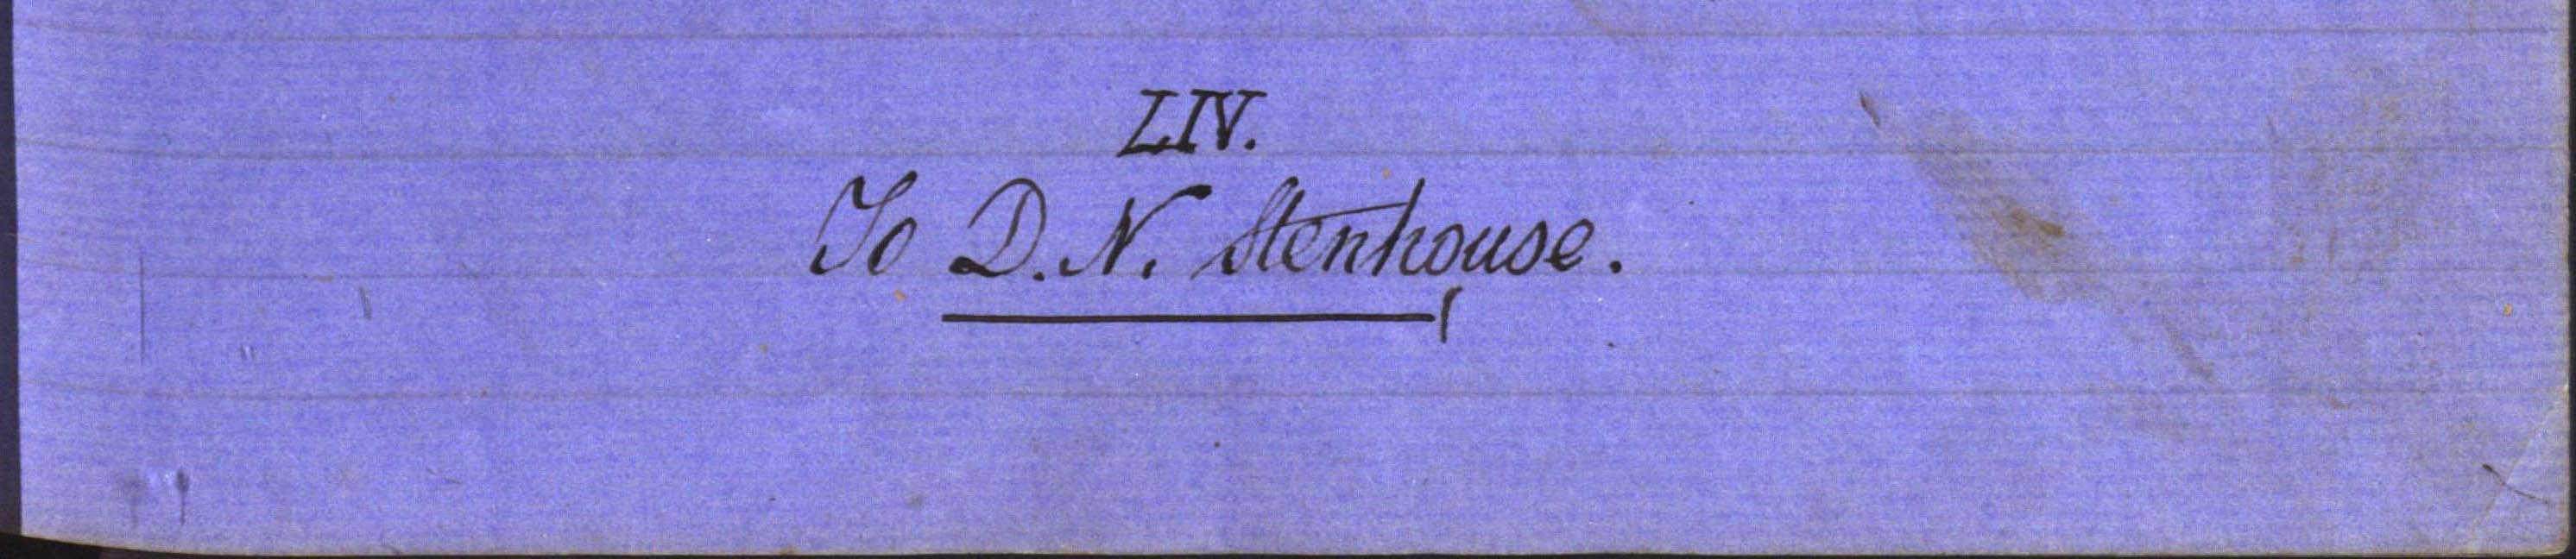 LIV.
To D. N. Stenhouse.